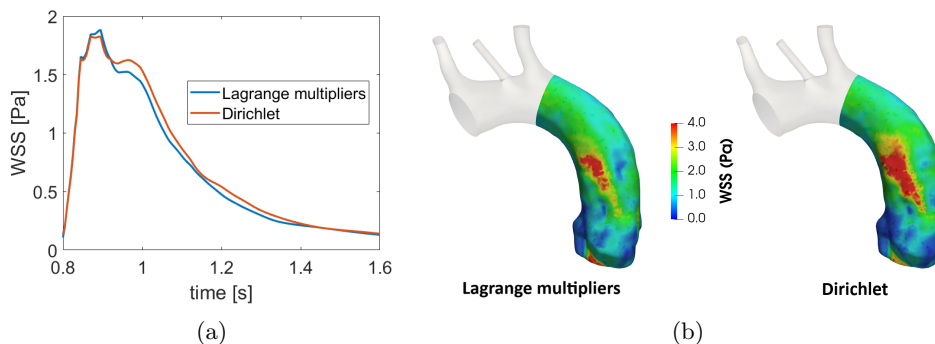 2
1.5
1
0.5
0
WSS [Pa]
0.8
1
1.2
1.4
1.6
time [s]
Lagrange multipliers
Dirichlet
(a)
4.0
3.0
2.0
1.0
0.0
WSS (Pa)
Lagrange multipliers
Dirichlet
(b)